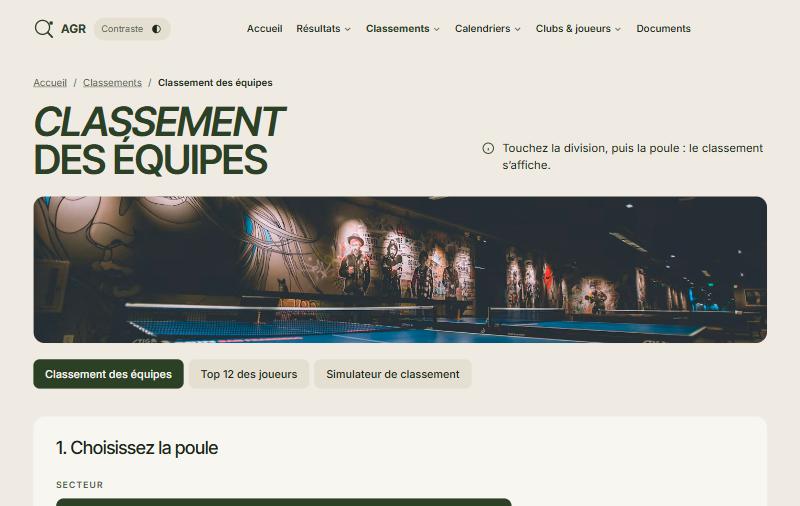 AGR
Contraste
Accueil
Résultats
Classements
Calendriers
Clubs & joueurs
Documents
Accueil / Classements / Classement des équipes
CLASSEMENT
DES ÉQUIPES
Touchez la division, puis la poule : le classement
s’affiche.
Classement des équipes
Top 12 des joueurs
Simulateur de classement
1. Choisissez la poule
SECTEUR